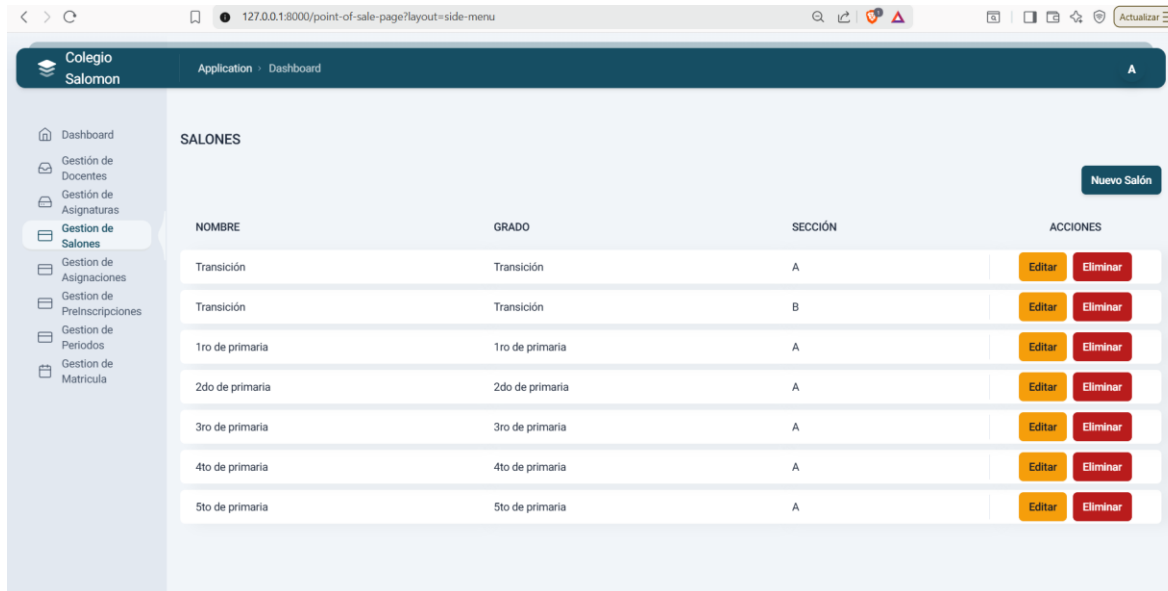 127.0.0.1:8000/point-of-sale-page?layout=side-menu
Actualizar
Colegio
Salomon
Application > Dashboard
A
Dashboard
Gestión de
Docentes
Gestión de
Asignaturas
Gestion de
Salones
Gestion de
Asignaciones
Gestion de
PreInscripciones
Gestion de
Periodos
Gestion de
Matricula
SALONES
Nuevo Salón
NOMBRE GRADO SECCIÓN ACCIONES
Transición Transición A Editar Eliminar
Transición Transición B Editar Eliminar
1ro de primaria 1ro de primaria A Editar Eliminar
2do de primaria 2do de primaria A Editar Eliminar
3ro de primaria 3ro de primaria A Editar Eliminar
4to de primaria 4to de primaria A Editar Eliminar
5to de primaria 5to de primaria A Editar Eliminar